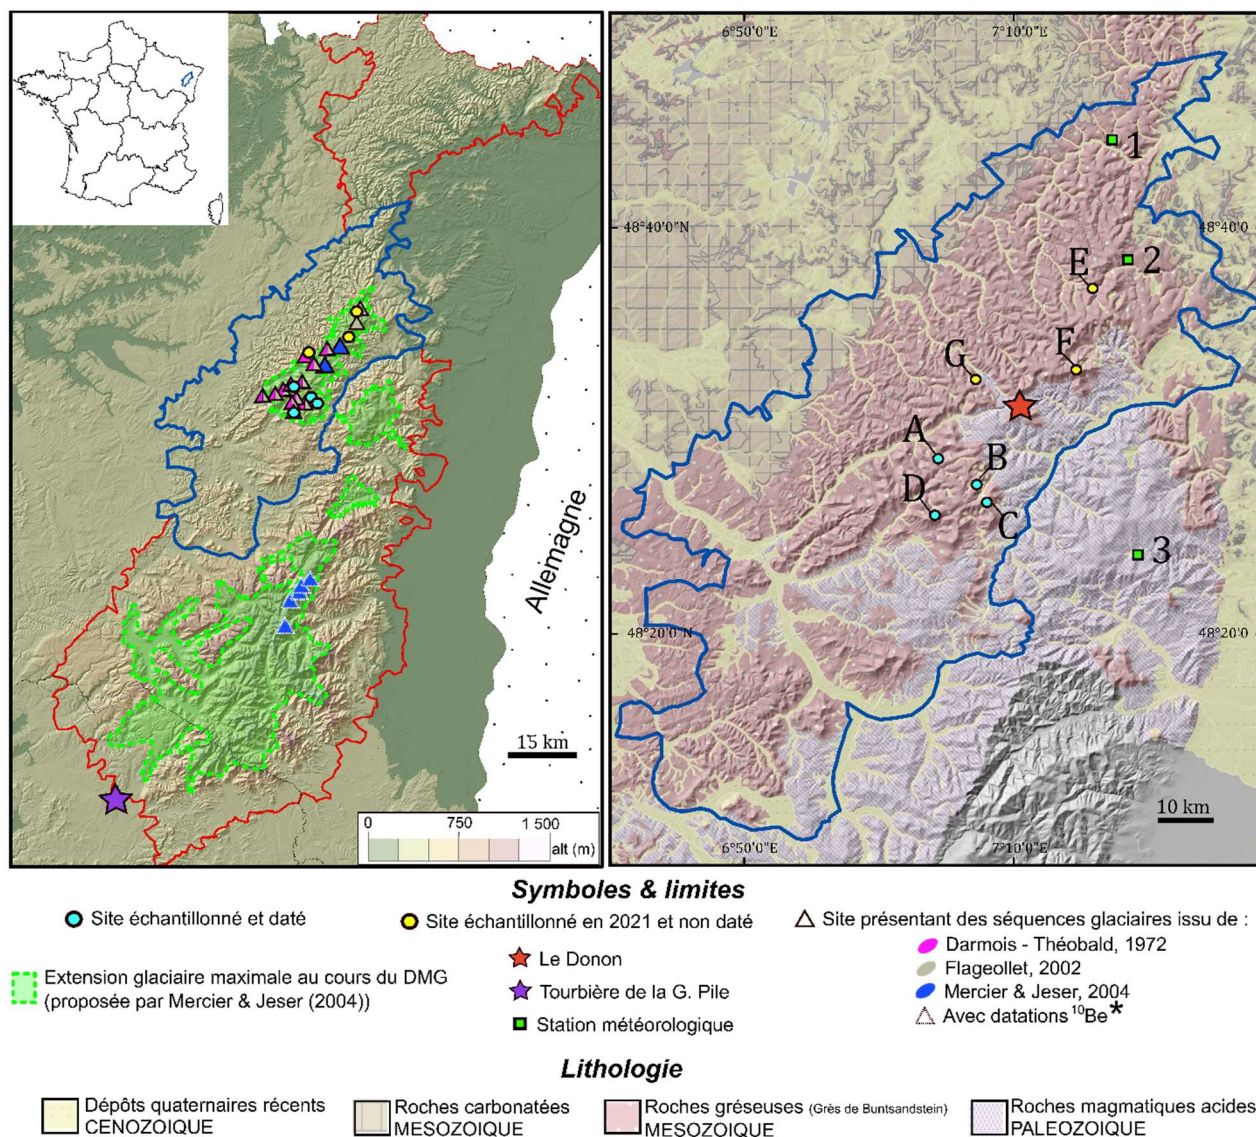 Allemagne
15 km
0 750 1 500
alt (m)
6°50'0"E 7°10'0"E
1
48°40'0"N 48°40'0
2
E
G F
A
B
D
C
3
48°20'0"N 48°20'0
10 km
6°50'0"E 7°10'0"E
Symboles & limites
Site échantillonné et daté
Site échantillonné en 2021 et non daté
Site présentant des séquences glaciaires issu de :
Darmois - Théobald, 1972
Flageollet, 2002
Mercier & Jeser, 2004
Avec datations ¹⁰Be*
Extension glaciaire maximale au cours du DMG
(proposée par Mercier & Jeser (2004))
Le Donon
Tourbière de la G. Pile
Station météorologique
Lithologie
Dépôts quaternaires récents
CENOZOIQUE
Roches carbonatées
MESOZOIQUE
Roches gréseuses (Grès de Buntsandstein)
MESOZOIQUE
Roches magmatiques acides
PALEOZOIQUE